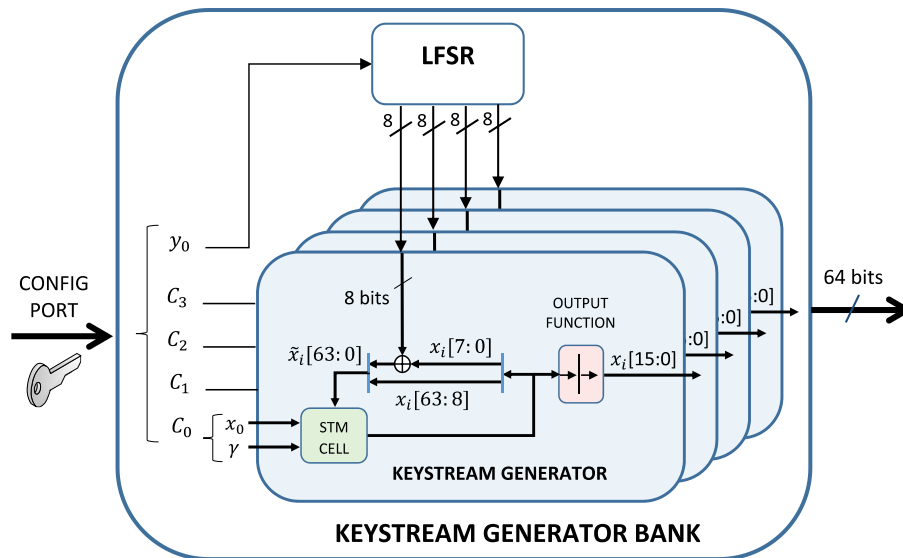 LFSR
8
8
8
8
y₀
CONFIG
PORT
C₃
C₂
C₁
C₀
x₀
γ
8 bits
x̃ᵢ[63: 0]
xᵢ[7: 0]
xᵢ[63: 8]
STM
CELL
OUTPUT
FUNCTION
xᵢ[15:0]
:0]
:0]
:0]
64 bits
KEYSTREAM GENERATOR
KEYSTREAM GENERATOR BANK